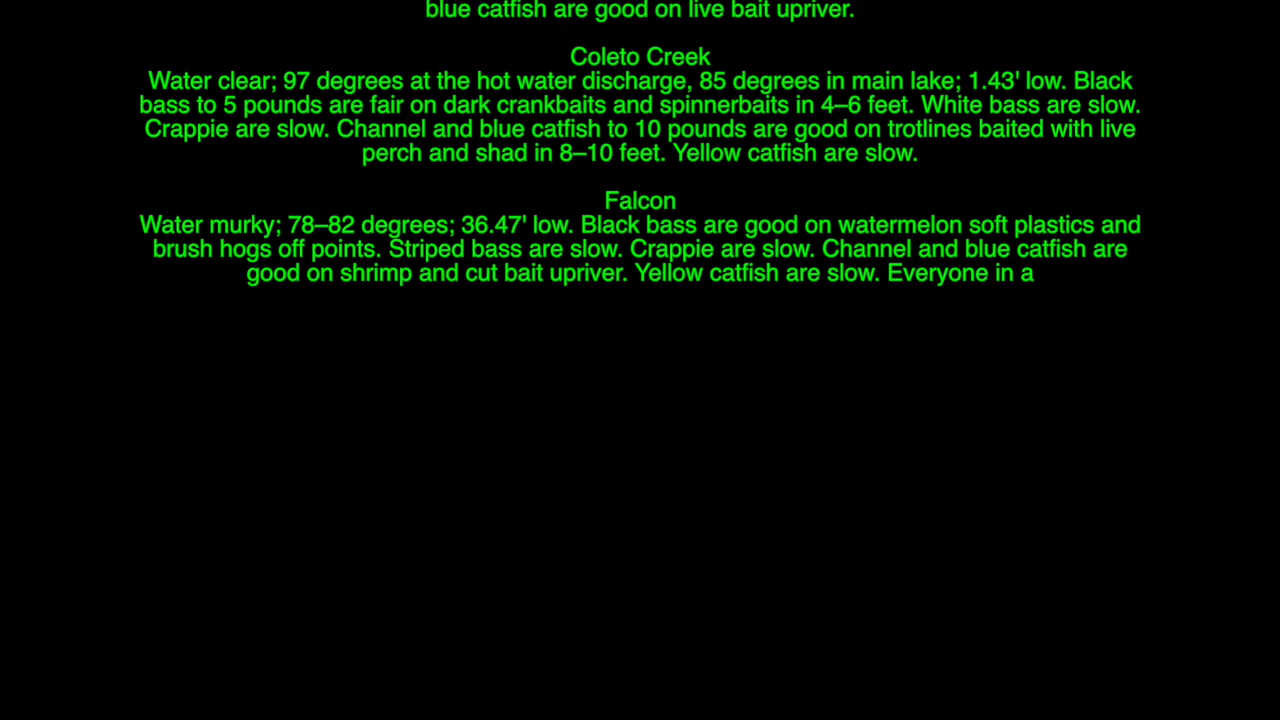 blue catfish are good on live bait upriver.
Coleto Creek
Water clear; 97 degrees at the hot water discharge, 85 degrees in main lake; 1.43' low. Black
bass to 5 pounds are fair on dark crankbaits and spinnerbaits in 4–6 feet. White bass are slow.
Crappie are slow. Channel and blue catfish to 10 pounds are good on trotlines baited with live
perch and shad in 8–10 feet. Yellow catfish are slow.
Falcon
Water murky; 78–82 degrees; 36.47' low. Black bass are good on watermelon soft plastics and
brush hogs off points. Striped bass are slow. Crappie are slow. Channel and blue catfish are
good on shrimp and cut bait upriver. Yellow catfish are slow. Everyone in a